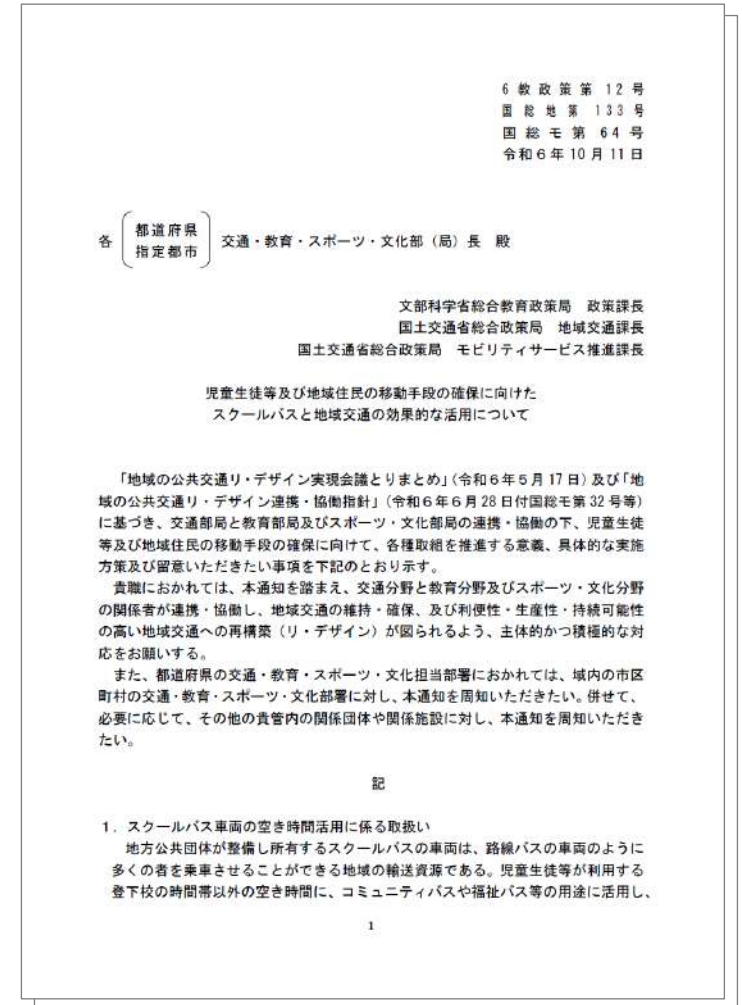 6教政策第12号
国総地第133号
国総モ第64号
令和6年10月11日
各 都道府県 指定都市 交通・教育・スポーツ・文化部（局）長 殿
文部科学省総合教育政策局 政策課長
国土交通省総合政策局 地域交通課長
国土交通省総合政策局 モビリティサービス推進課長
児童生徒等及び地域住民の移動手段の確保に向けた
スクールバスと地域交通の効果的な活用について
「地域の公共交通リ・デザイン実現会議とりまとめ」（令和６年５月17日）及び「地
域の公共交通リ・デザイン連携・協働指針」（令和６年６月28日付国総モ第32号等）
に基づき、交通部局と教育部局及びスポーツ・文化部局の連携・協働の下、児童生徒
等及び地域住民の移動手段の確保に向けて、各種取組を推進する意義、具体的な実施
方策及び留意いただきたい事項を下記のとおり示す。
貴職におかれては、本通知を踏まえ、交通分野と教育分野及びスポーツ・文化分野
の関係者が連携・協働し、地域交通の維持・確保、及び利便性・生産性・持続可能性
の高い地域交通への再構築（リ・デザイン）が図られるよう、主体的かつ積極的な対
応をお願いする。
また、都道府県の交通・教育・スポーツ・文化担当部署におかれては、域内の市区
町村の交通・教育・スポーツ・文化部署に対し、本通知を周知いただきたい。併せて、
必要に応じて、その他の貴管内の関係団体や関係施設に対し、本通知を周知いただき
たい。
記
１．スクールバス車両の空き時間活用に係る取扱い
地方公共団体が整備し所有するスクールバスの車両は、路線バスの車両のように
多くの者を乗車させることができる地域の輸送資源である。児童生徒等が利用する
登下校の時間帯以外の空き時間に、コミュニティバスや福祉バス等の用途に活用し、
1